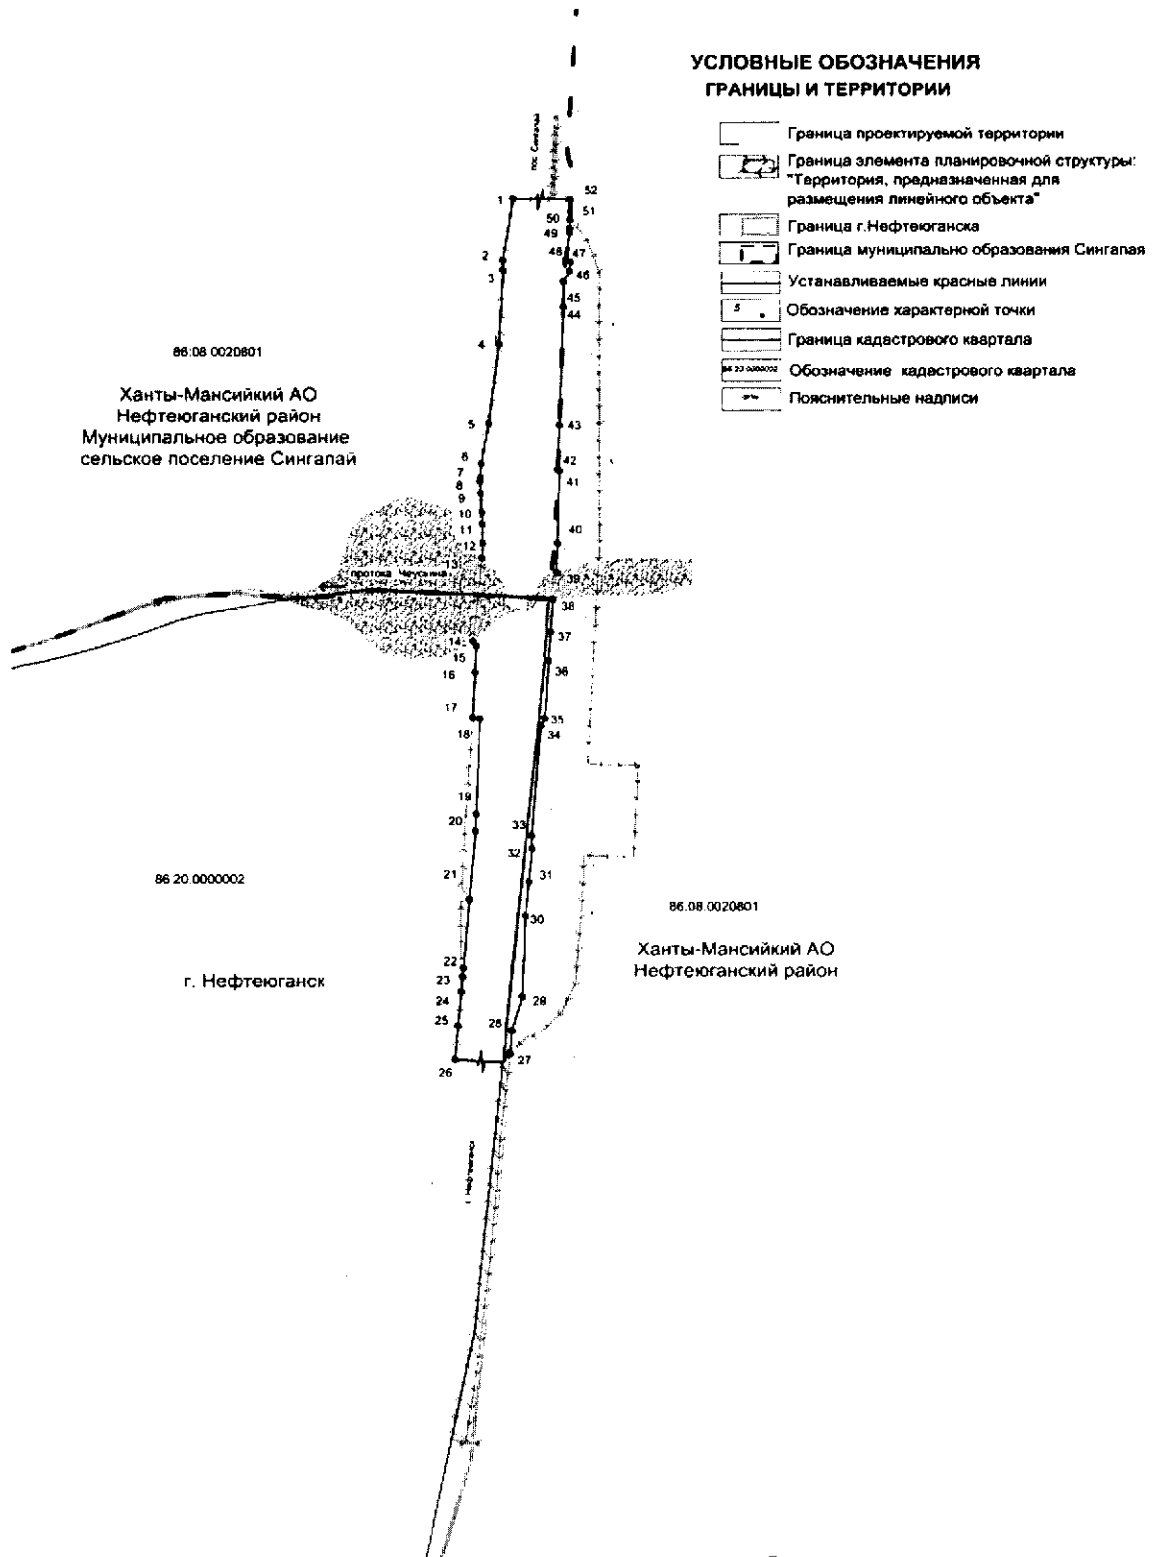 УСЛОВНЫЕ ОБОЗНАЧЕНИЯ
ГРАНИЦЫ И ТЕРРИТОРИИ
Граница проектируемой территории
Граница элемента планировочной структуры:
"Территория, предназначенная для
размещения линейного объекта"
Граница г.Нефтеюганска
Граница муниципально образования Сингапая
Устанавливаемые красные линии
5
Обозначение характерной точки
Граница кадастрового квартала
Обозначение кадастрового квартала
Пояснительные надписи
пос Сингапай
1
52
51
50
49
2
48
47
3
46
45
44
4
86:08 0020801
Ханты-Мансийкий АО
Нефтеюганский район
Муниципальное образование
сельское поселение Сингапай
5
43
6
42
7
41
8
9
10
11
40
12
13
протока Чеускина
39
38
37
14
15
36
16
17
35
18
34
19
20
33
32
21
31
86 20.0000002
30
г. Нефтеюганск
86.08.0020801
Ханты-Мансийкий АО
Нефтеюганский район
22
23
24
29
25
28
26
27
г Нефтеюганск